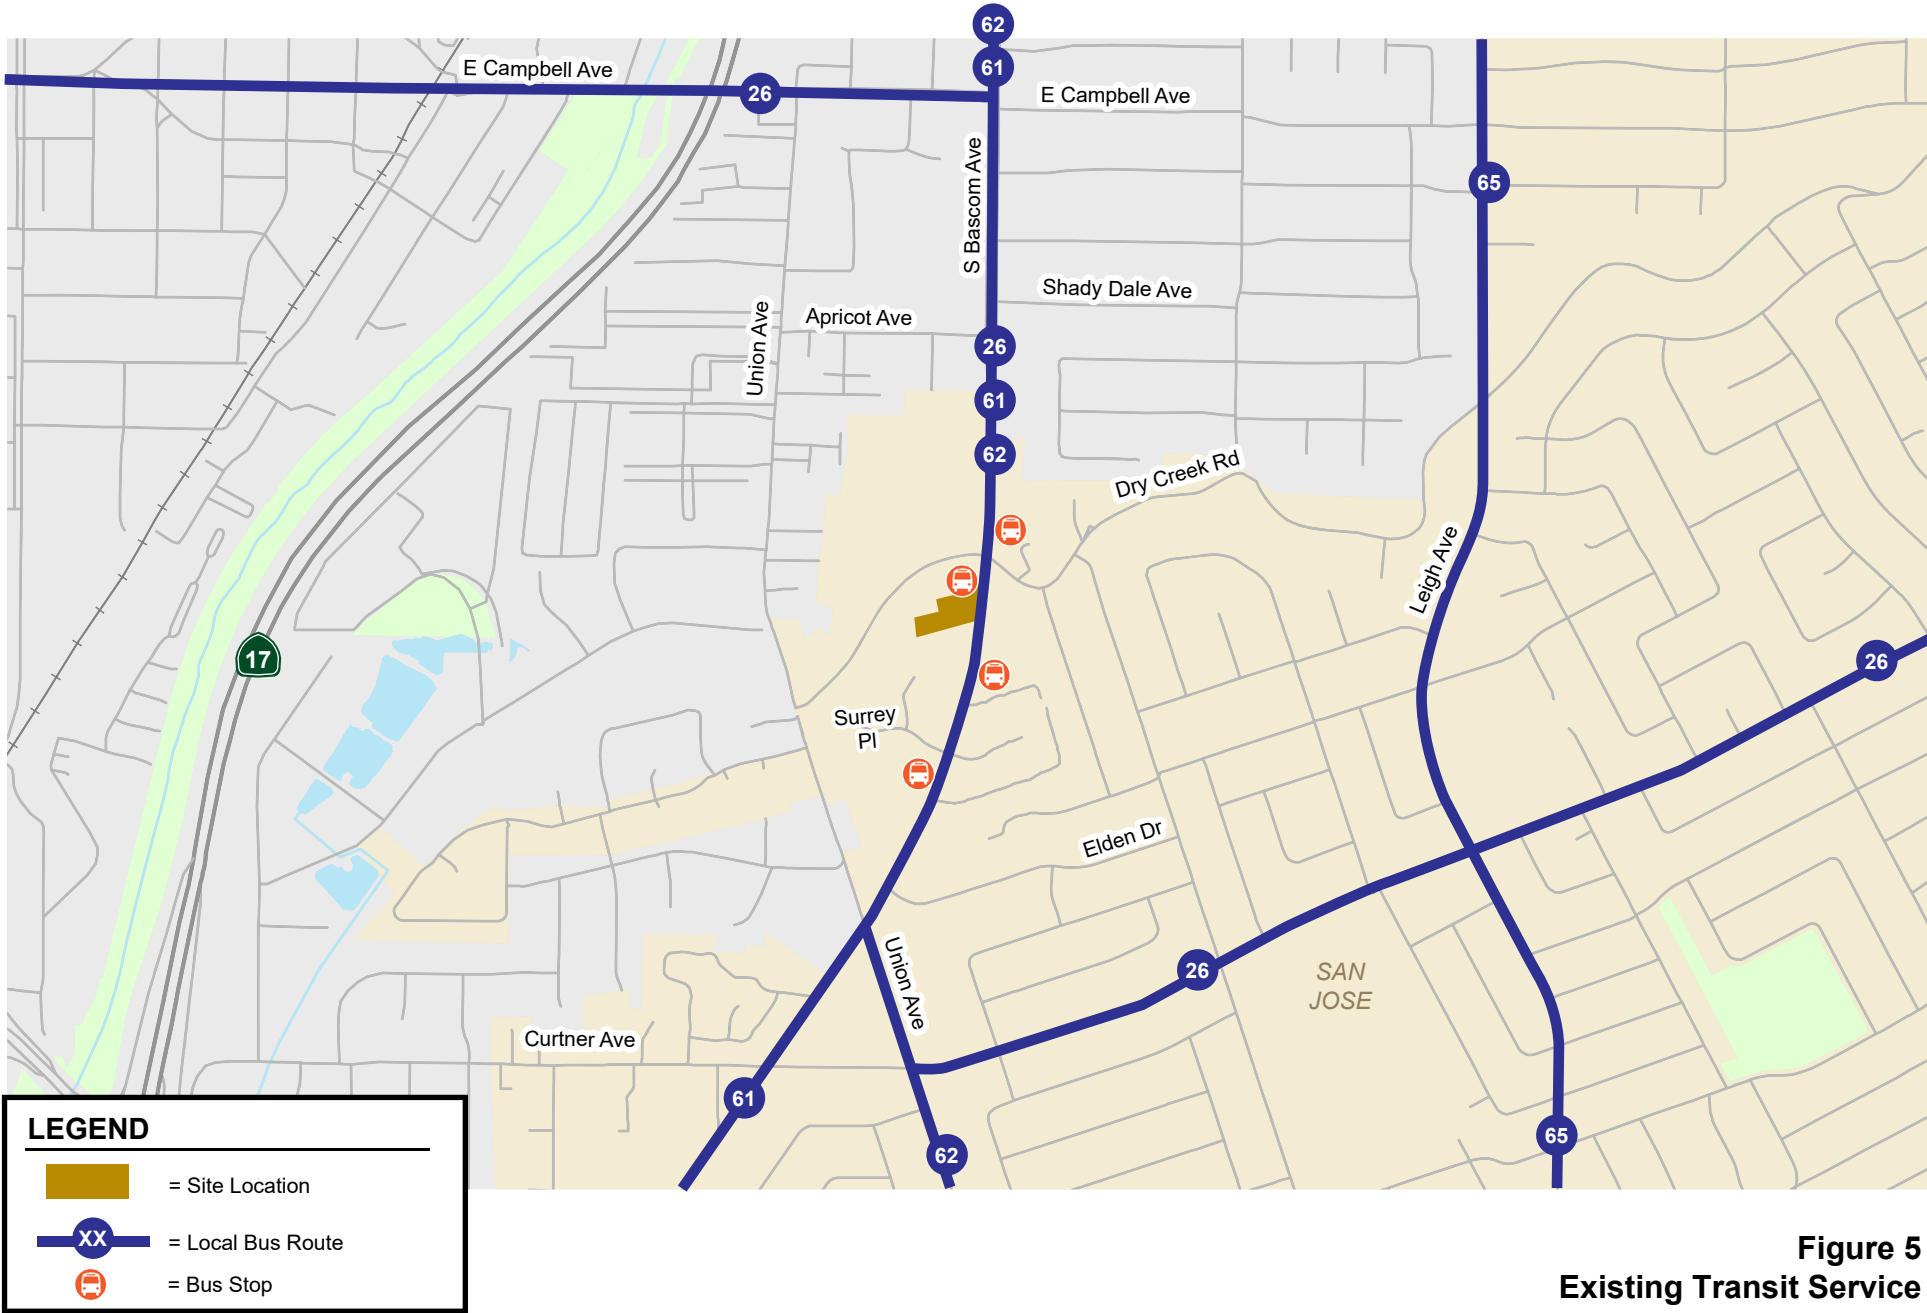 62
61
E Campbell Ave
26
E Campbell Ave
S Bascom Ave
65
Shady Dale Ave
Union Ave
Apricot Ave
26
61
62
Dry Creek Rd
Leigh Ave
17
26
Surrey
Pl
Elden Dr
Union Ave
26
SAN
JOSE
Curtner Ave
61
62
65
LEGEND
= Site Location
XX = Local Bus Route
= Bus Stop
Figure 5
Existing Transit Service